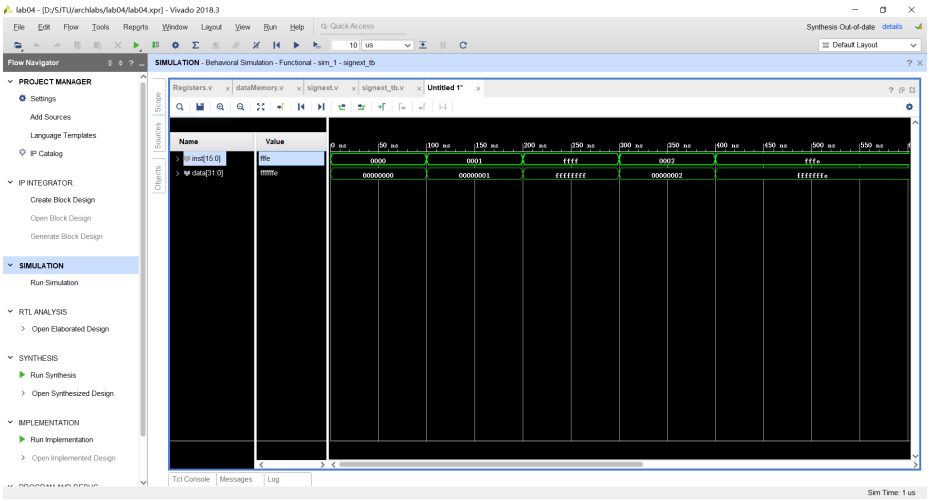 lab04 - [D:/SJTU/archlabs/lab04/lab04.xpr] - Vivado 2018.3
File Edit Flow Tools Reports Window Layout View Run Help Q- Quick Access
Synthesis Out-of-date details
10 us
Default Layout
Flow Navigator
SIMULATION - Behavioral Simulation - Functional - sim_1 - signext_tb
PROJECT MANAGER
Settings
Add Sources
Language Templates
IP Catalog
IP INTEGRATOR
Create Block Design
Open Block Design
Generate Block Design
SIMULATION
Run Simulation
RTL ANALYSIS
Open Elaborated Design
SYNTHESIS
Run Synthesis
Open Synthesized Design
IMPLEMENTATION
Run Implementation
Open Implemented Design
PROGRAM AND DEBUG
Scope
Sources
Objects
Registers.v dataMemory.v signext.v signext_tb.v Untitled 1*
Name Value
0 ns 50 ns 100 ns 150 ns 200 ns 250 ns 300 ns 350 ns 400 ns 450 ns 500 ns 550 ns
inst[15:0] fffe 0000 0001 ffff 0002 fffe
data[31:0] fffffffe 00000000 00000001 ffffffff 00000002 fffffffe
Tcl Console Messages Log
Sim Time: 1 us